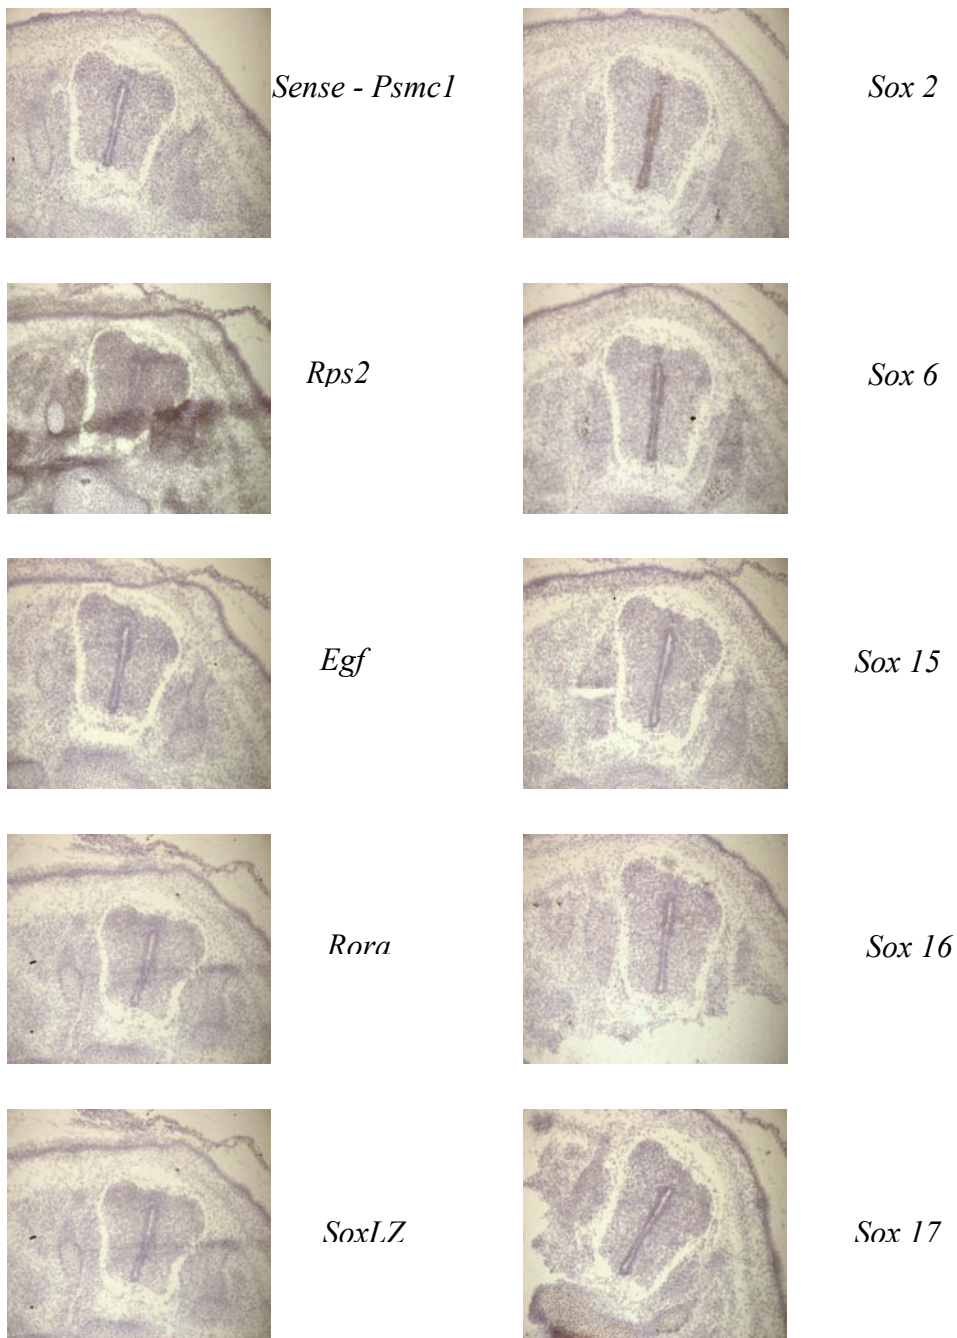 Sense - Psmc1
Sox 2
Rps2
Sox 6
Egf
Sox 15
Rora
Sox 16
SoxLZ
Sox 17